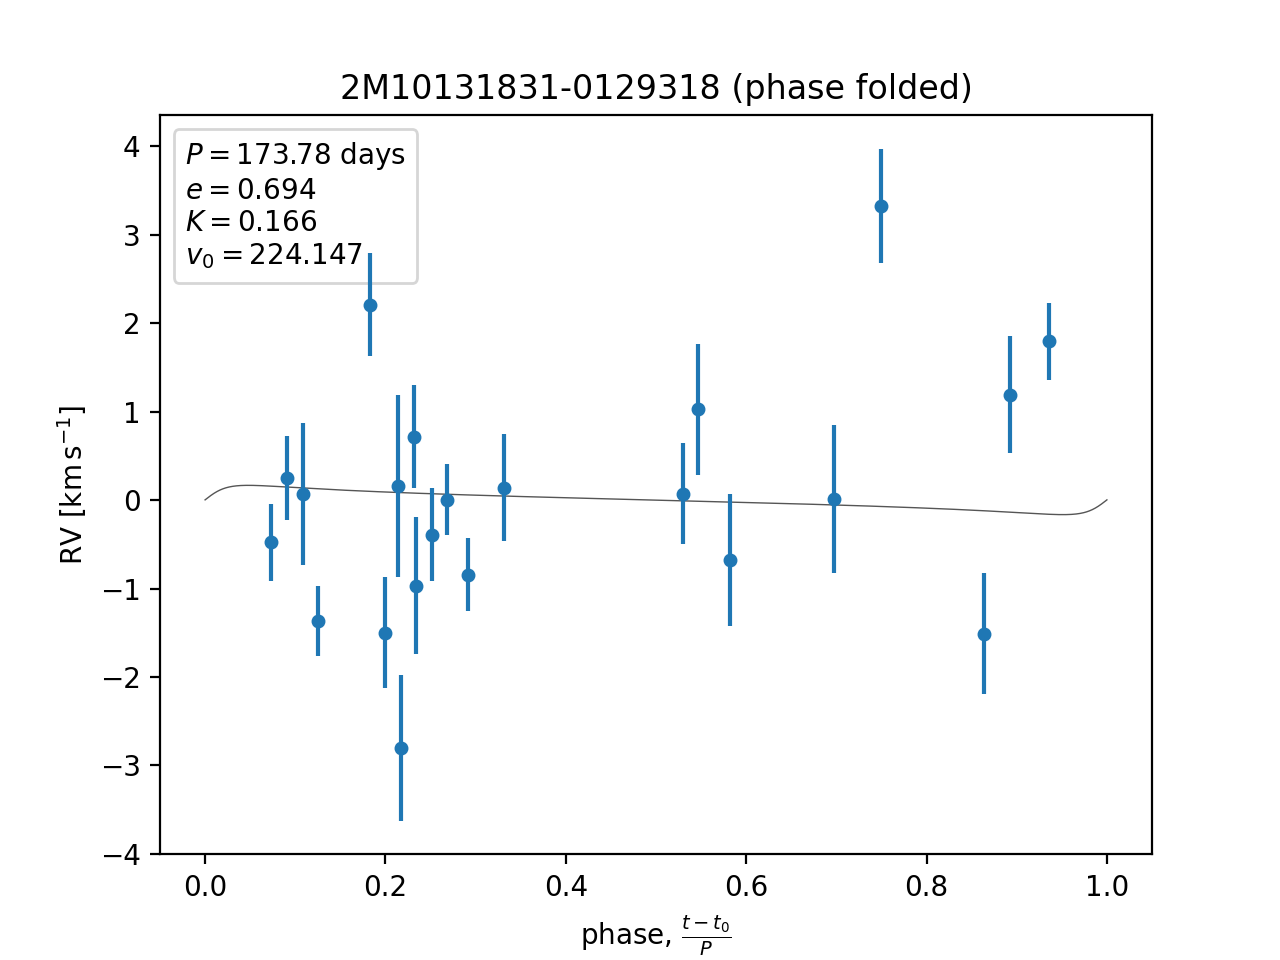 2M10131831-0129318 (phase folded)
P = 173.78 days
e = 0.694
K = 0.166
v₀ = 224.147
4
3
2
1
0
−1
−2
−3
−4
RV [km s⁻¹]
0.0 0.2 0.4 0.6 0.8 1.0
phase, (t − t₀)/P